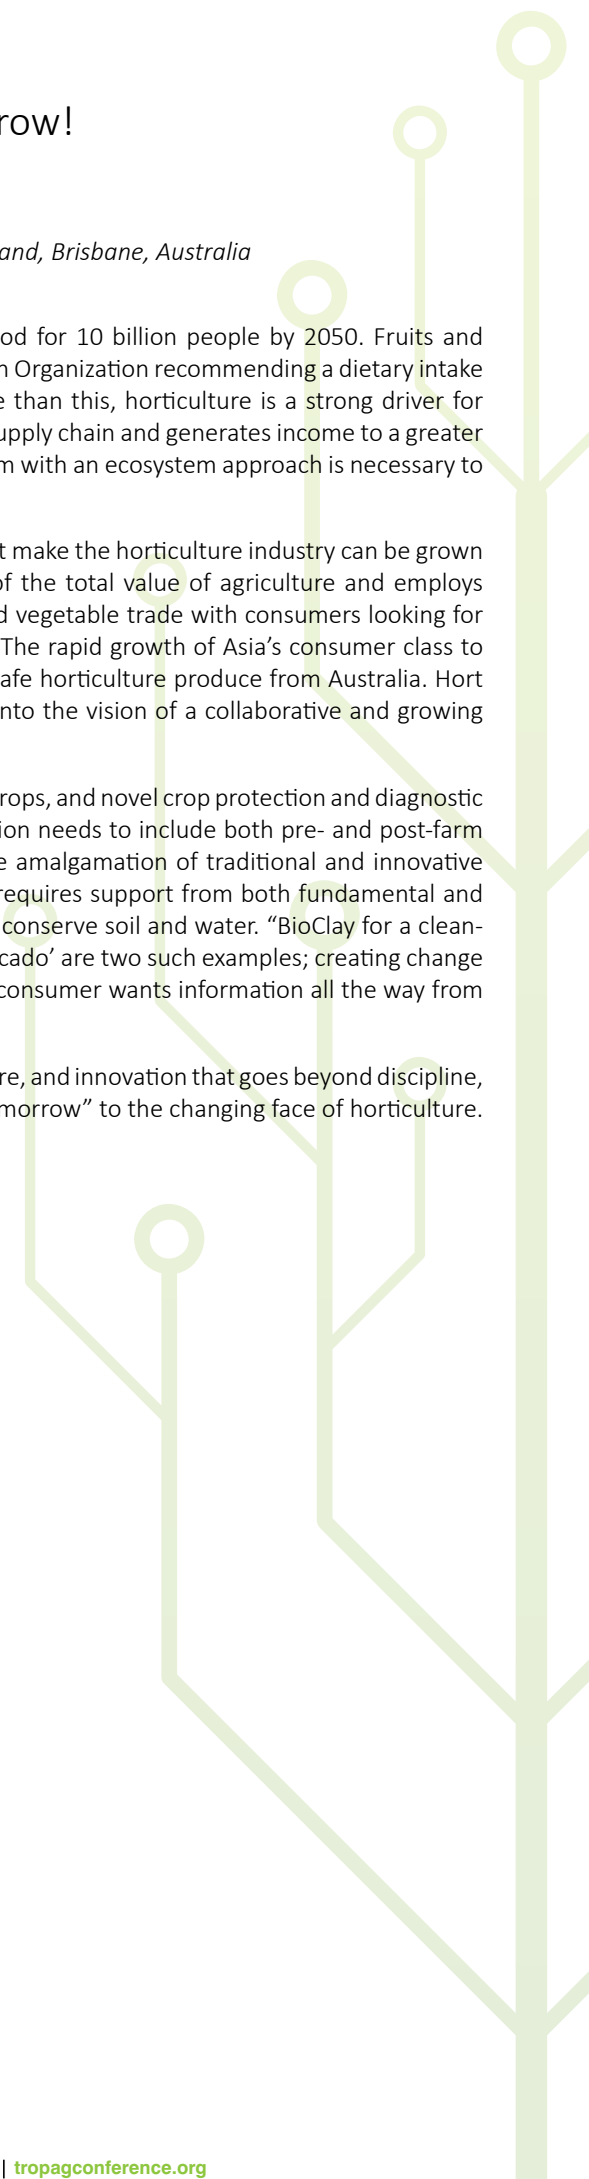 row!
and, Brisbane, Australia
od for 10 billion people by 2050. Fruits and
n Organization recommending a dietary intake
e than this, horticulture is a strong driver for
upply chain and generates income to a greater
m with an ecosystem approach is necessary to
t make the horticulture industry can be grown
of the total value of agriculture and employs
d vegetable trade with consumers looking for
The rapid growth of Asia’s consumer class to
afe horticulture produce from Australia. Hort
nto the vision of a collaborative and growing
rops, and novel crop protection and diagnostic
ion needs to include both pre- and post-farm
e amalgamation of traditional and innovative
requires support from both fundamental and
conserve soil and water. “BioClay for a clean-
cado’ are two such examples; creating change
consumer wants information all the way from
re, and innovation that goes beyond discipline,
morrow” to the changing face of horticulture.
| tropagconference.org